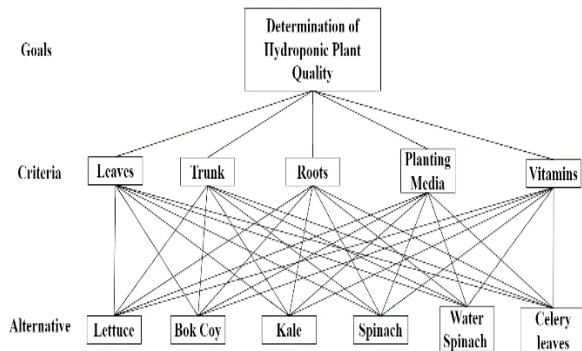 Goals
Determination of
Hydroponic Plant
Quality
Criteria
Leaves
Trunk
Roots
Planting
Media
Vitamins
Alternative
Lettuce
Bok Coy
Kale
Spinach
Water
Spinach
Celery
leaves